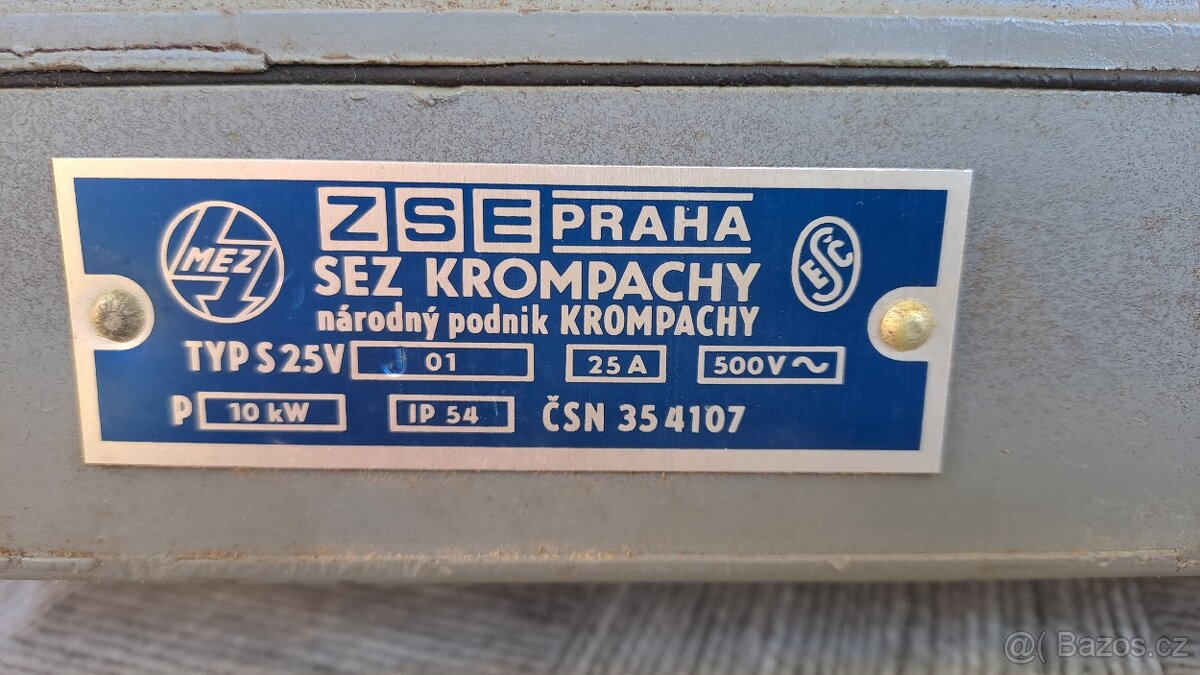 MEZ
ZSE PRAHA
ESČ
SEZ KROMPACHY
národný podnik KROMPACHY
TYP S25V J 01 25 A 500 V ~
P 10 kW IP 54 ČSN 35 4107
@ Bazos.cz